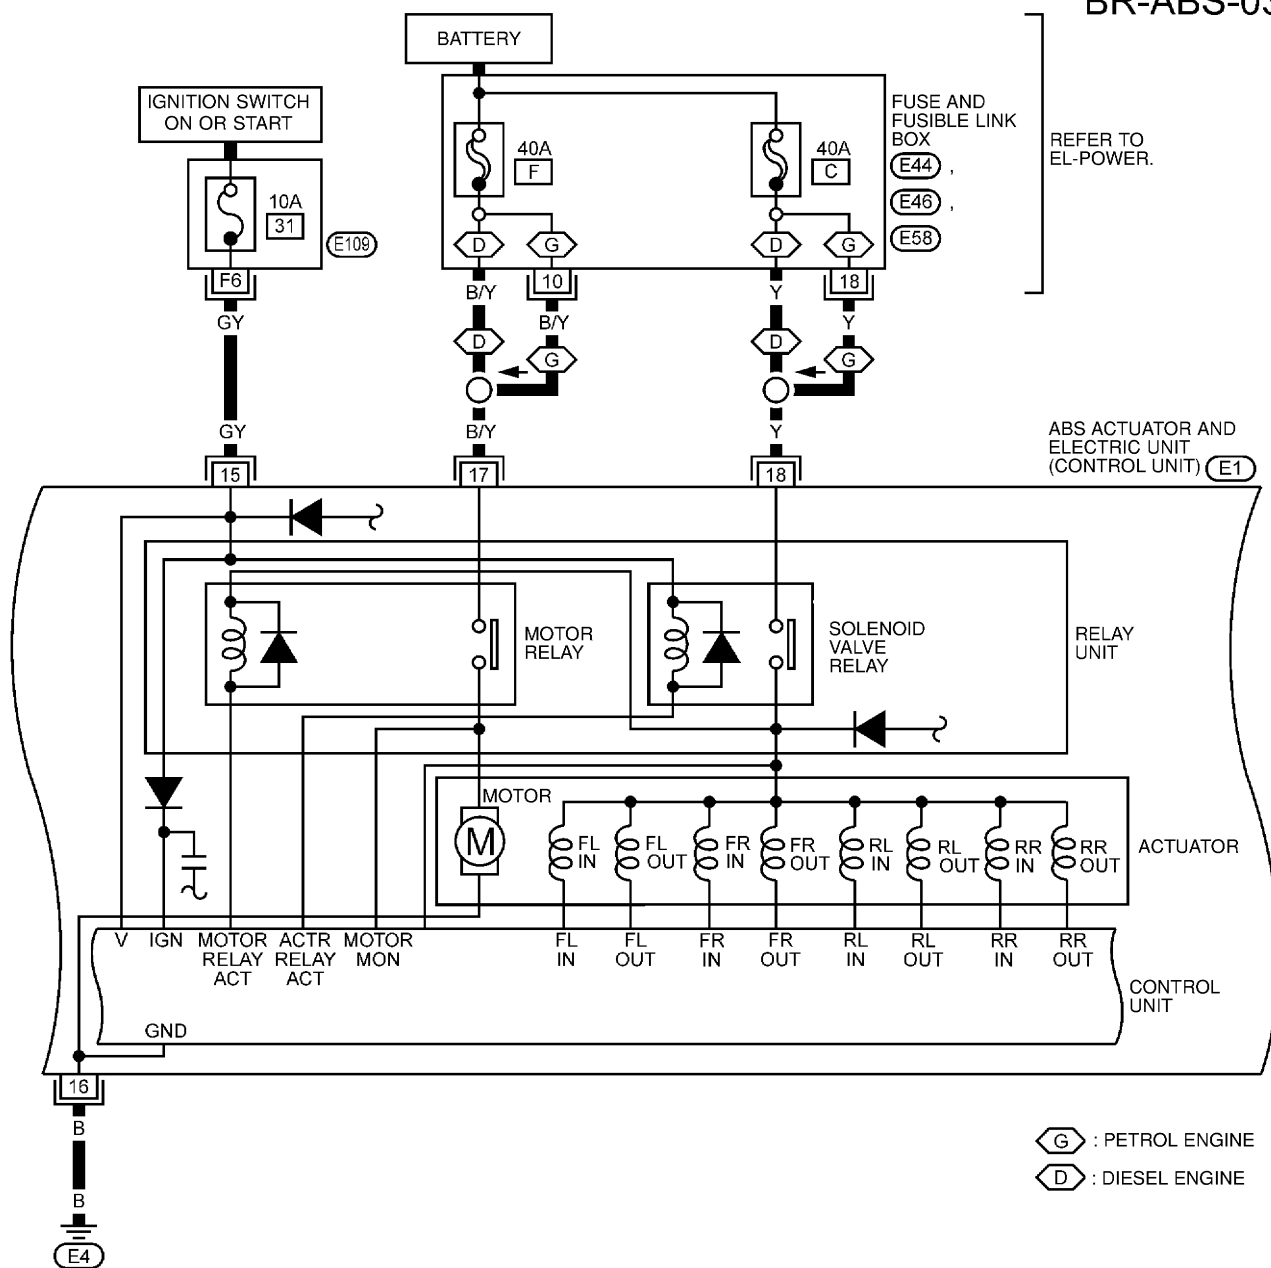 BR-ABS-03
BATTERY
IGNITION SWITCH
ON OR START
FUSE AND
FUSIBLE LINK
BOX
E44 ,
E46 ,
E58
REFER TO
EL-POWER.
10A
31
E109
40A
F
40A
C
D
G
D
G
F6
B/Y
10
Y
18
GY
B/Y
Y
D
G
D
G
GY
B/Y
Y
15
17
18
ABS ACTUATOR AND
ELECTRIC UNIT
(CONTROL UNIT) E1
MOTOR
RELAY
SOLENOID
VALVE
RELAY
RELAY
UNIT
MOTOR
M
FL
IN
FL
OUT
FR
IN
FR
OUT
RL
IN
RL
OUT
RR
IN
RR
OUT
ACTUATOR
V
IGN
MOTOR
RELAY
ACT
ACTR
RELAY
ACT
MOTOR
MON
FL
IN
FL
OUT
FR
IN
FR
OUT
RL
IN
RL
OUT
RR
IN
RR
OUT
CONTROL
UNIT
GND
16
B
B
E4
G : PETROL ENGINE
D : DIESEL ENGINE